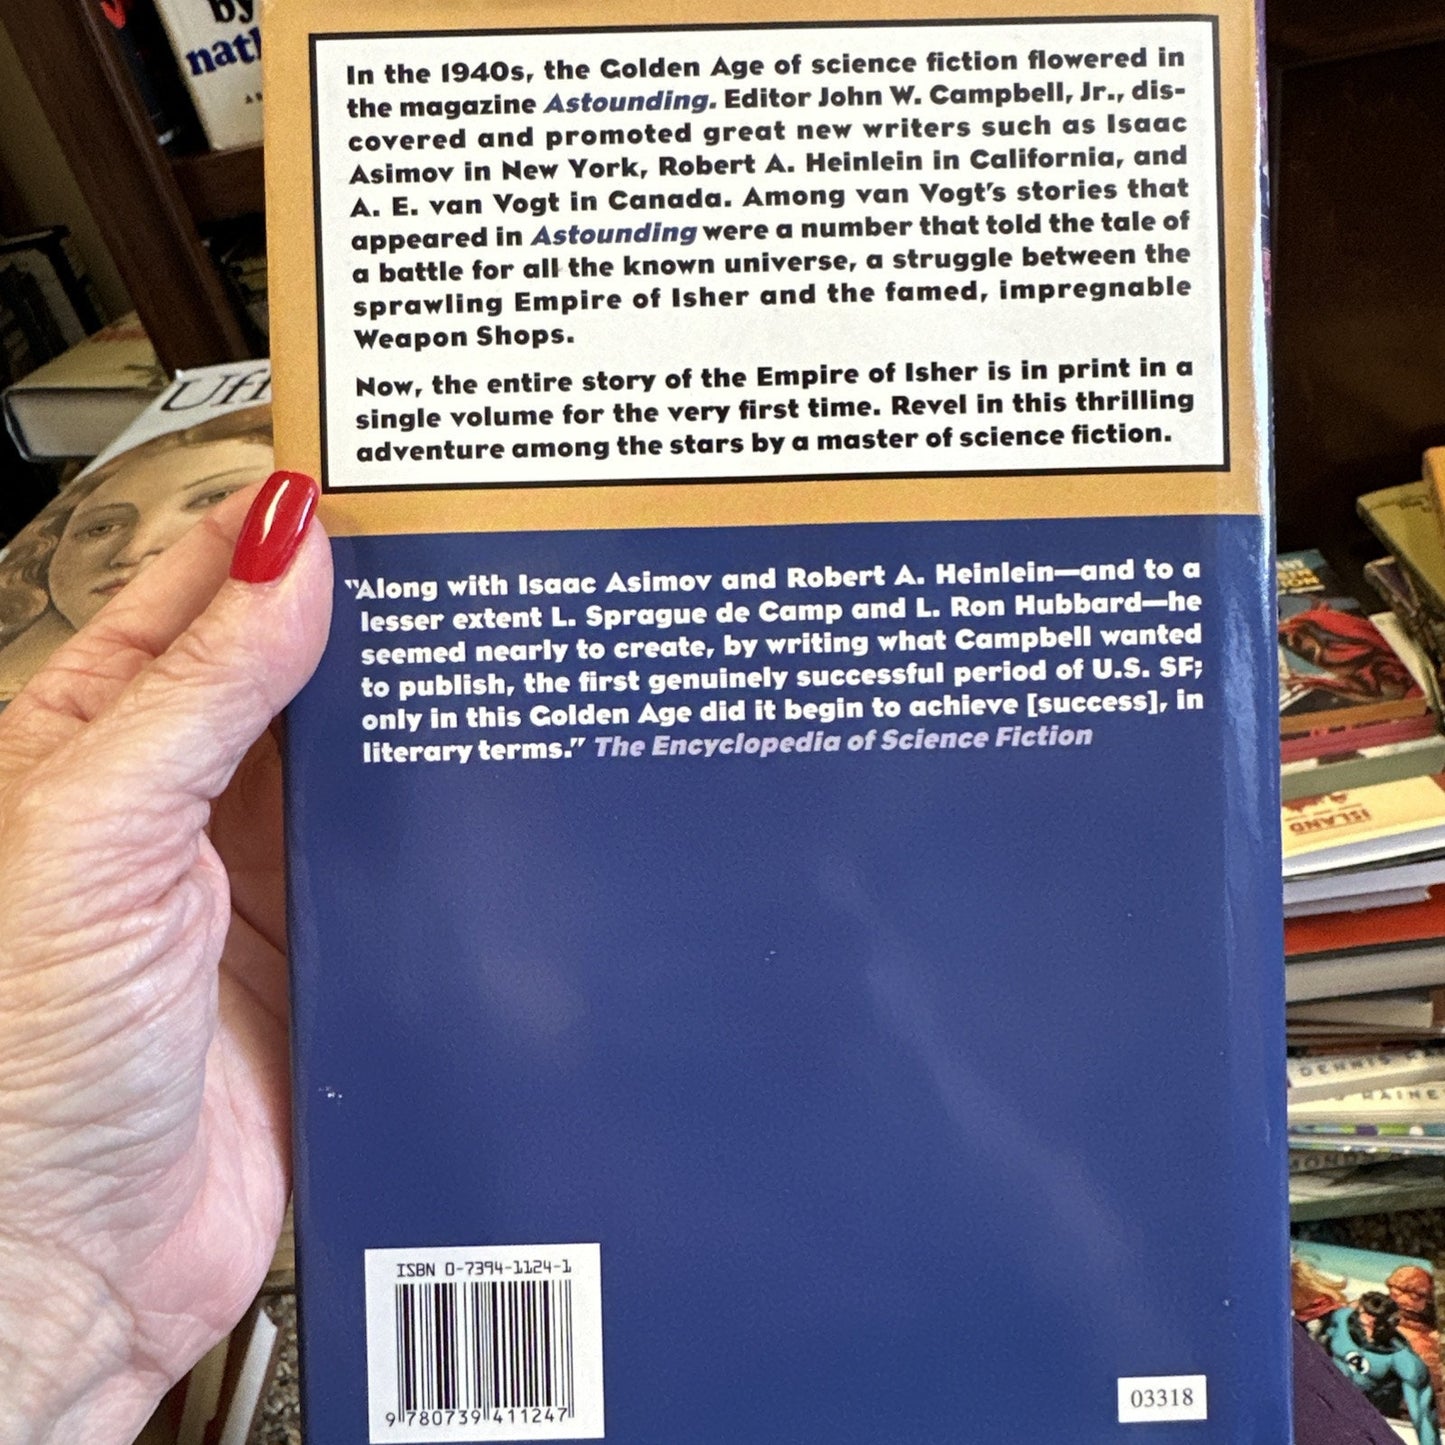 by
In the 1940s, the Golden Age of science fiction flowered in
the magazine Astounding. Editor John W. Campbell, Jr., dis-
covered and promoted great new writers such as Isaac
Asimov in New York, Robert A. Heinlein in California, and
A. E. van Vogt in Canada. Among van Vogt's stories that
appeared in Astounding were a number that told the tale of
a battle for all the known universe, a struggle between the
sprawling Empire of Isher and the famed, impregnable
Weapon Shops.
Now, the entire story of the Empire of Isher is in print in a
single volume for the very first time. Revel in this thrilling
adventure among the stars by a master of science fiction.
"Along with Isaac Asimov and Robert A. Heinlein—and to a
lesser extent L. Sprague de Camp and L. Ron Hubbard—he
seemed nearly to create, by writing what Campbell wanted
to publish, the first genuinely successful period of U.S. SF;
only in this Golden Age did it begin to achieve [success], in
literary terms." The Encyclopedia of Science Fiction
ISBN 0-7394-1124-1
9 780739 411247
03318
ISLAND
DENNIS
4